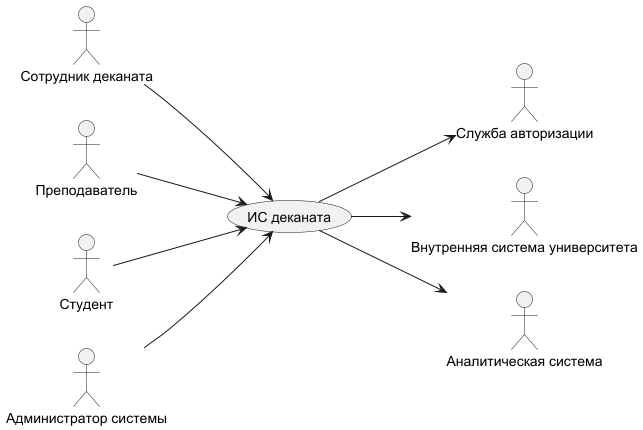 Сотрудник деканата
Служба авторизации
Преподаватель
ИС деканата
Внутренняя система университета
Студент
Аналитическая система
Администратор системы